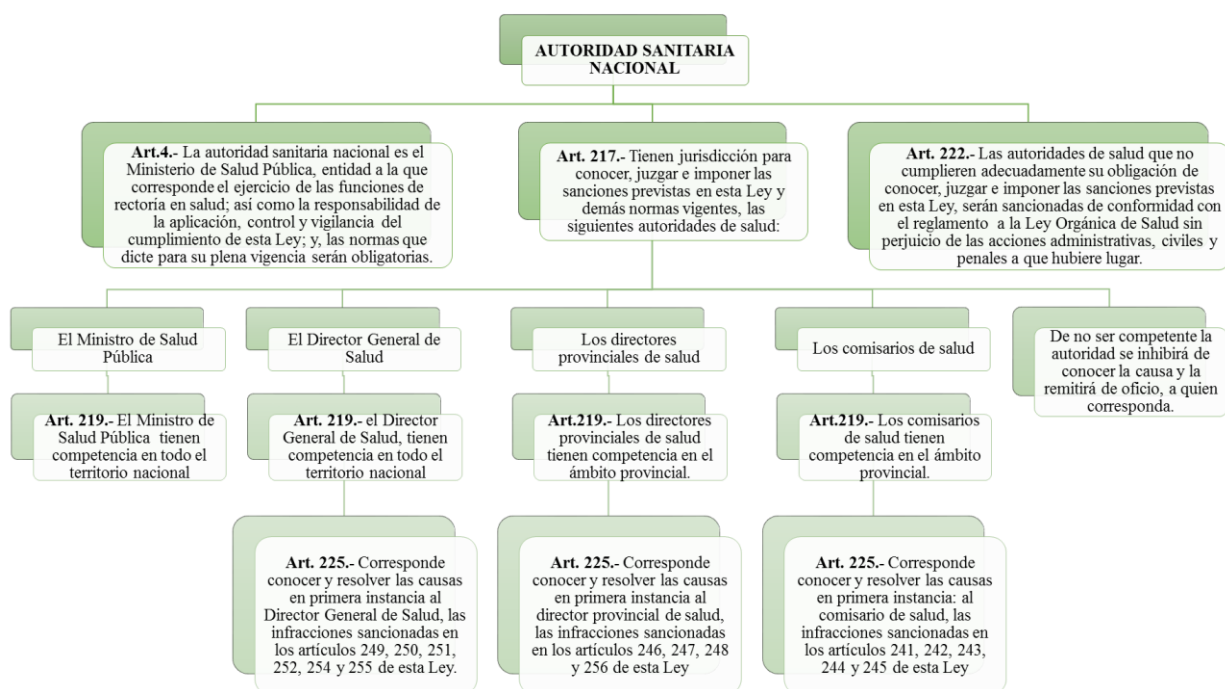 AUTORIDAD SANITARIA
NACIONAL
Art.4.- La autoridad sanitaria nacional es el
Ministerio de Salud Pública, entidad a la que
corresponde el ejercicio de las funciones de
rectoría en salud; así como la responsabilidad de
la aplicación, control y vigilancia del
cumplimiento de esta Ley; y, las normas que
dicte para su plena vigencia serán obligatorias.
Art. 217.- Tienen jurisdicción para
conocer, juzgar e imponer las
sanciones previstas en esta Ley y
demás normas vigentes, las
siguientes autoridades de salud:
Art. 222.- Las autoridades de salud que no
cumplieren adecuadamente su obligación de
conocer, juzgar e imponer las sanciones previstas
en esta Ley, serán sancionadas de conformidad con
el reglamento a la Ley Orgánica de Salud sin
perjuicio de las acciones administrativas, civiles y
penales a que hubiere lugar.
El Ministro de Salud
Pública
El Director General de
Salud
Los directores
provinciales de salud
Los comisarios de salud
De no ser competente la
autoridad se inhibirá de
conocer la causa y la
remitirá de oficio, a
quien corresponda.
Art. 219.- El Ministro de
Salud Pública tienen
competencia en todo el
territorio nacional
Art. 219.- el Director
General de Salud, tienen
competencia en todo el
territorio nacional
Art.219.- Los directores
provinciales de salud
tienen competencia en el
ámbito provincial.
Art.219.- Los comisarios
de salud tienen
competencia en el ámbito
provincial.
Art. 225.- Corresponde
conocer y resolver las causas
en primera instancia al
Director General de Salud, las
infracciones sancionadas en
los artículos 249, 250, 251,
252, 254 y 255 de esta Ley.
Art. 225.- Corresponde
conocer y resolver las causas
en primera instancia al
director provincial de salud,
las infracciones sancionadas
en los artículos 246, 247, 248
y 256 de esta Ley
Art. 225.- Corresponde
conocer y resolver las causas
en primera instancia: al
comisario de salud, las
infracciones sancionadas en
los artículos 241, 242, 243,
244 y 245 de esta Ley